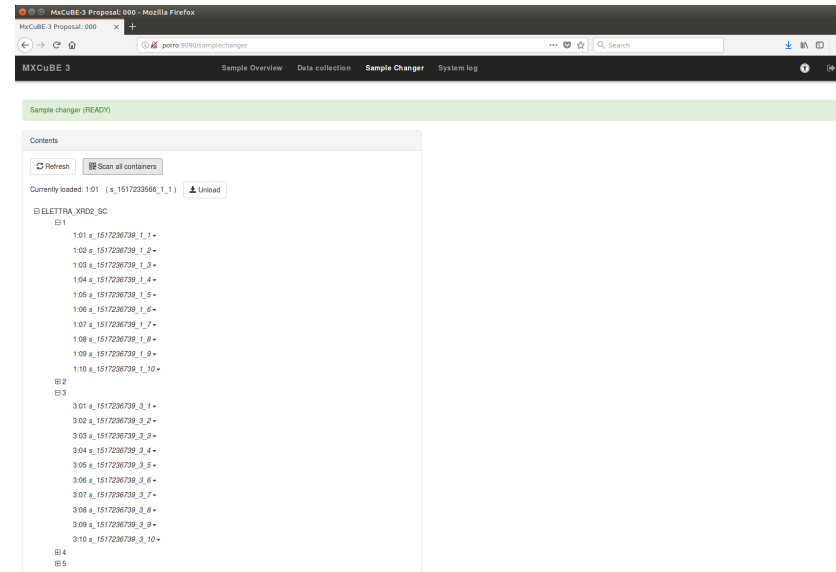 MxCuBE-3 Proposal: 000 - Mozilla Firefox
MxCuBE-3 Proposal: 000
porro:8090/samplechanger
Search
MXCuBE 3
Sample Overview
Data collection
Sample Changer
System log
Sample changer (READY)
Contents
Refresh
Scan all containers
Currently loaded: 1:01 ( s_1517233566_1_1 )
Unload
ELETTRA_XRD2_SC
1
1:01 s_1517236739_1_1
1:02 s_1517236739_1_2
1:03 s_1517236739_1_3
1:04 s_1517236739_1_4
1:05 s_1517236739_1_5
1:06 s_1517236739_1_6
1:07 s_1517236739_1_7
1:08 s_1517236739_1_8
1:09 s_1517236739_1_9
1:10 s_1517236739_1_10
2
3
3:01 s_1517236739_3_1
3:02 s_1517236739_3_2
3:03 s_1517236739_3_3
3:04 s_1517236739_3_4
3:05 s_1517236739_3_5
3:06 s_1517236739_3_6
3:07 s_1517236739_3_7
3:08 s_1517236739_3_8
3:09 s_1517236739_3_9
3:10 s_1517236739_3_10
4
5